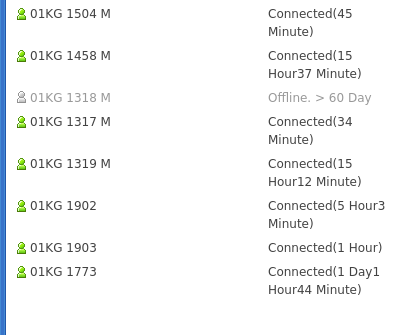 01KG 1504 M Connected(45
Minute)
01KG 1458 M Connected(15
Hour37 Minute)
01KG 1318 M Offline. > 60 Day
01KG 1317 M Connected(34
Minute)
01KG 1319 M Connected(15
Hour12 Minute)
01KG 1902 Connected(5 Hour3
Minute)
01KG 1903 Connected(1 Hour)
01KG 1773 Connected(1 Day1
Hour44 Minute)